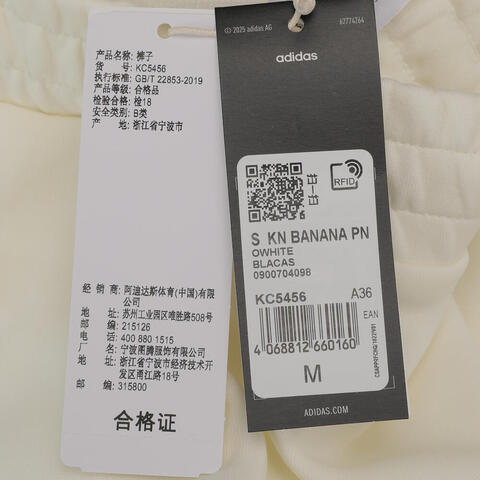 产品名称: 裤子
货 号: KC5456
执行标准: GB/T 22853-2019
产品等级: 合格品
检验合格: 检18
安全类别: B类
产 地: 浙江省宁波市
经 销 商: 阿迪达斯体育(中国)有限
公司
地 址: 苏州工业园区唯胜路508号
邮 编: 215126
电 话: 400 880 1515
厂 名: 宁波图腾服饰有限公司
地 址: 浙江省宁波市经济技术开
发区甬江路18号
邮 编: 315800
合格证
© 2025 adidas AG
62774764
adidas
RFID
S KN BANANA PN
OWHITE
BLACAS
0900704098
KC5456 A36
EAN
4 068812 660160
M
ADIDAS.COM